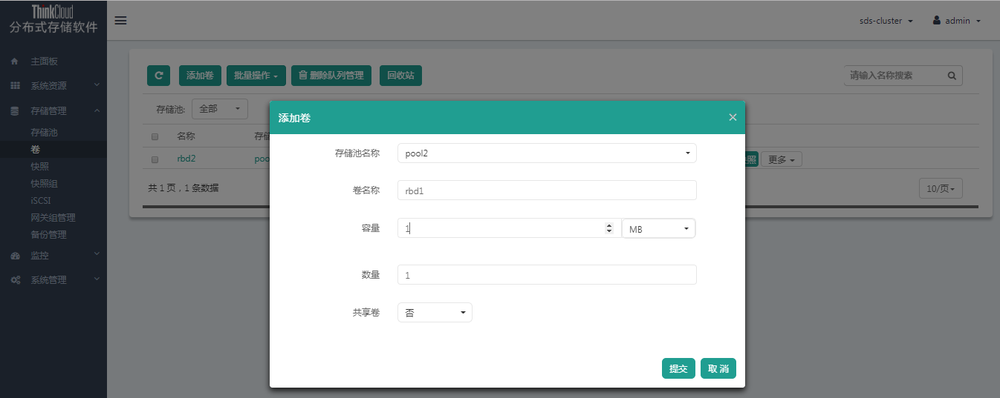 ThinkCloud
分布式存储软件
sds-cluster
admin
主面板
系统资源
存储管理
存储池
卷
快照
快照组
iSCSI
网关组管理
备份管理
监控
系统管理
添加卷 批量操作 删除队列管理 回收站
请输入名称搜索
存储池: 全部
名称
rbd2
更多
共 1 页，1 条数据
10/页
添加卷
存储池名称 pool2
卷名称 rbd1
容量 1 MB
数量 1
共享卷 否
提交 取 消